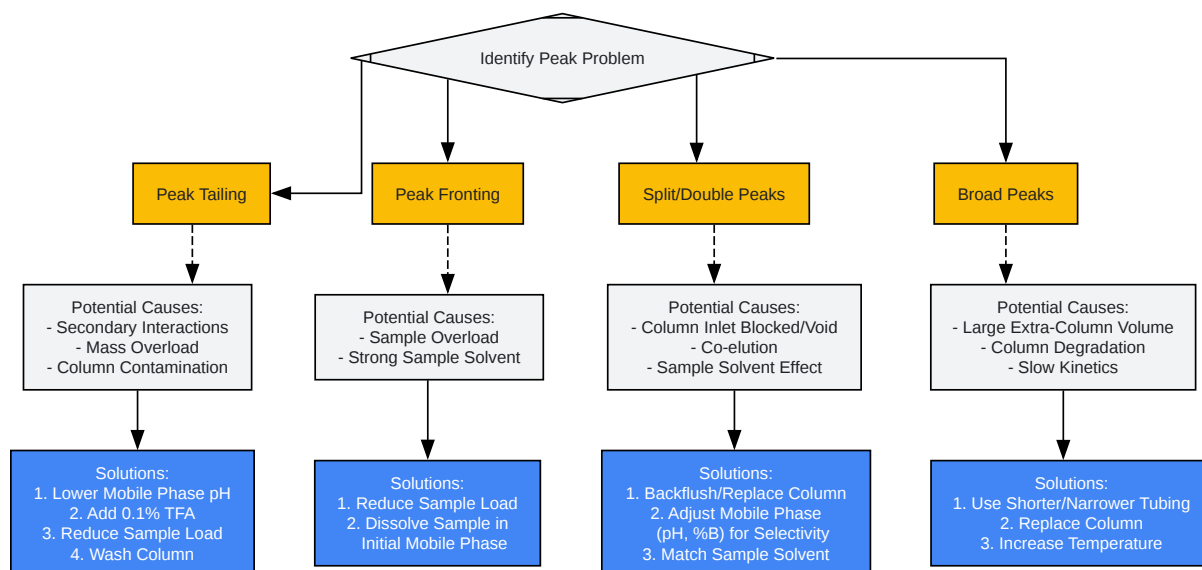 Identify Peak Problem
Peak Tailing
Peak Fronting
Split/Double Peaks
Broad Peaks
Potential Causes:
- Secondary Interactions
- Mass Overload
- Column Contamination
Potential Causes:
- Sample Overload
- Strong Sample Solvent
Potential Causes:
- Column Inlet Blocked/Void
- Co-elution
- Sample Solvent Effect
Potential Causes:
- Large Extra-Column Volume
- Column Degradation
- Slow Kinetics
Solutions:
1. Lower Mobile Phase pH
2. Add 0.1% TFA
3. Reduce Sample Load
4. Wash Column
Solutions:
1. Reduce Sample Load
2. Dissolve Sample in
Initial Mobile Phase
Solutions:
1. Backflush/Replace Column
2. Adjust Mobile Phase
(pH, %B) for Selectivity
3. Match Sample Solvent
Solutions:
1. Use Shorter/Narrower Tubing
2. Replace Column
3. Increase Temperature